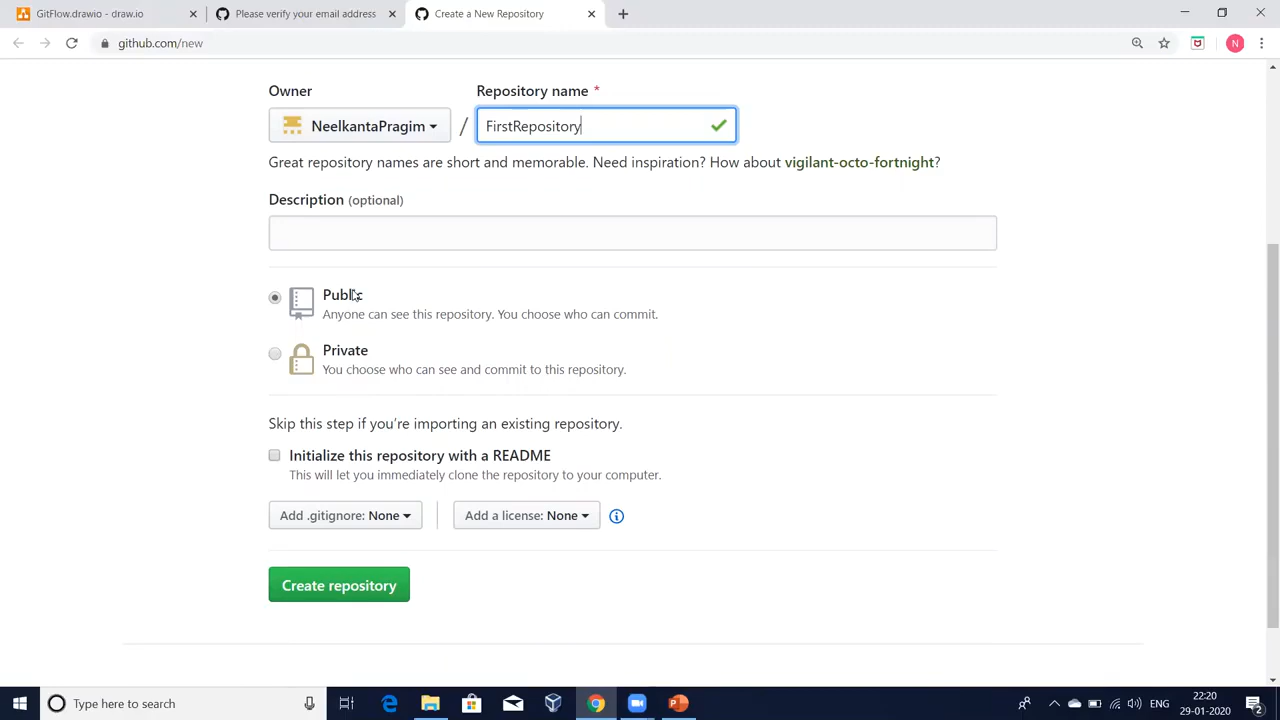 GitFlow.drawio - draw.io
Please verify your email address
Create a New Repository
github.com/new
N
Owner
Repository name *
NeelkantaPragim
/
FirstRepository
Great repository names are short and memorable. Need inspiration? How about vigilant-octo-fortnight?
Description (optional)
Public
Anyone can see this repository. You choose who can commit.
Private
You choose who can see and commit to this repository.
Skip this step if you're importing an existing repository.
Initialize this repository with a README
This will let you immediately clone the repository to your computer.
Add .gitignore: None
Add a license: None
Create repository
Type here to search
ENG
22:20
29-01-2020
2